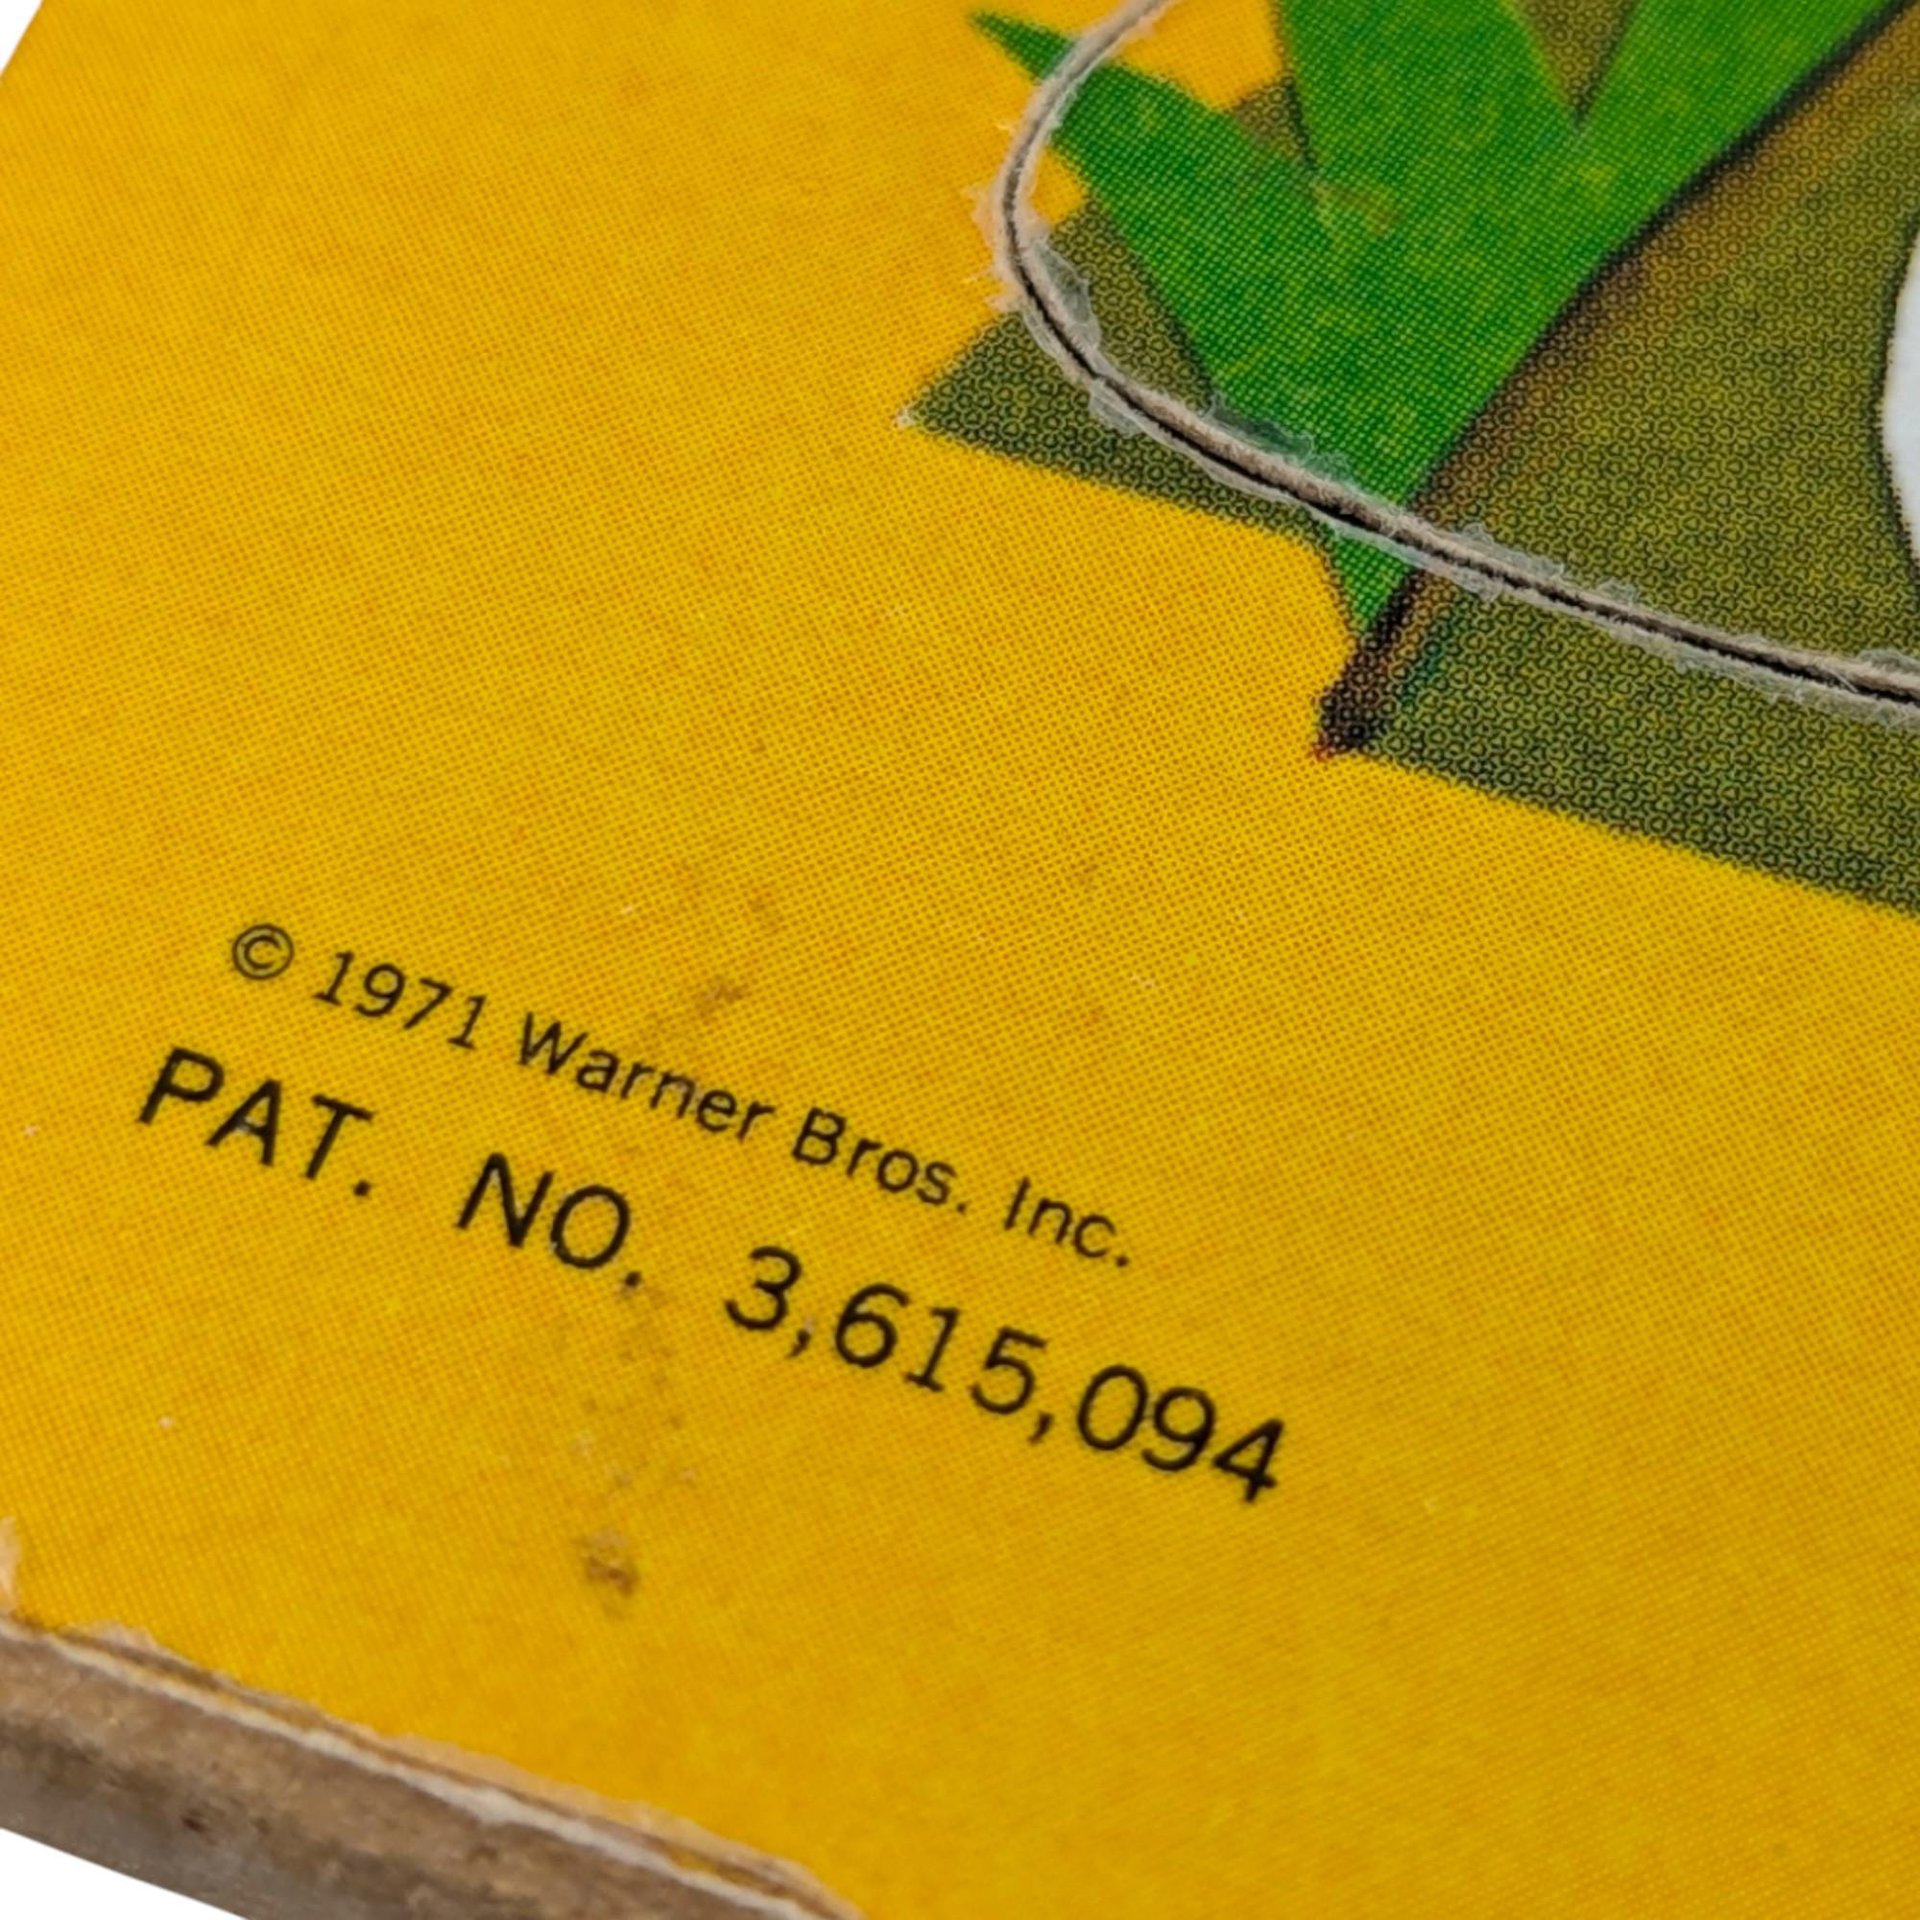 © 1971 Warner Bros. Inc.
PAT. NO. 3,615,094